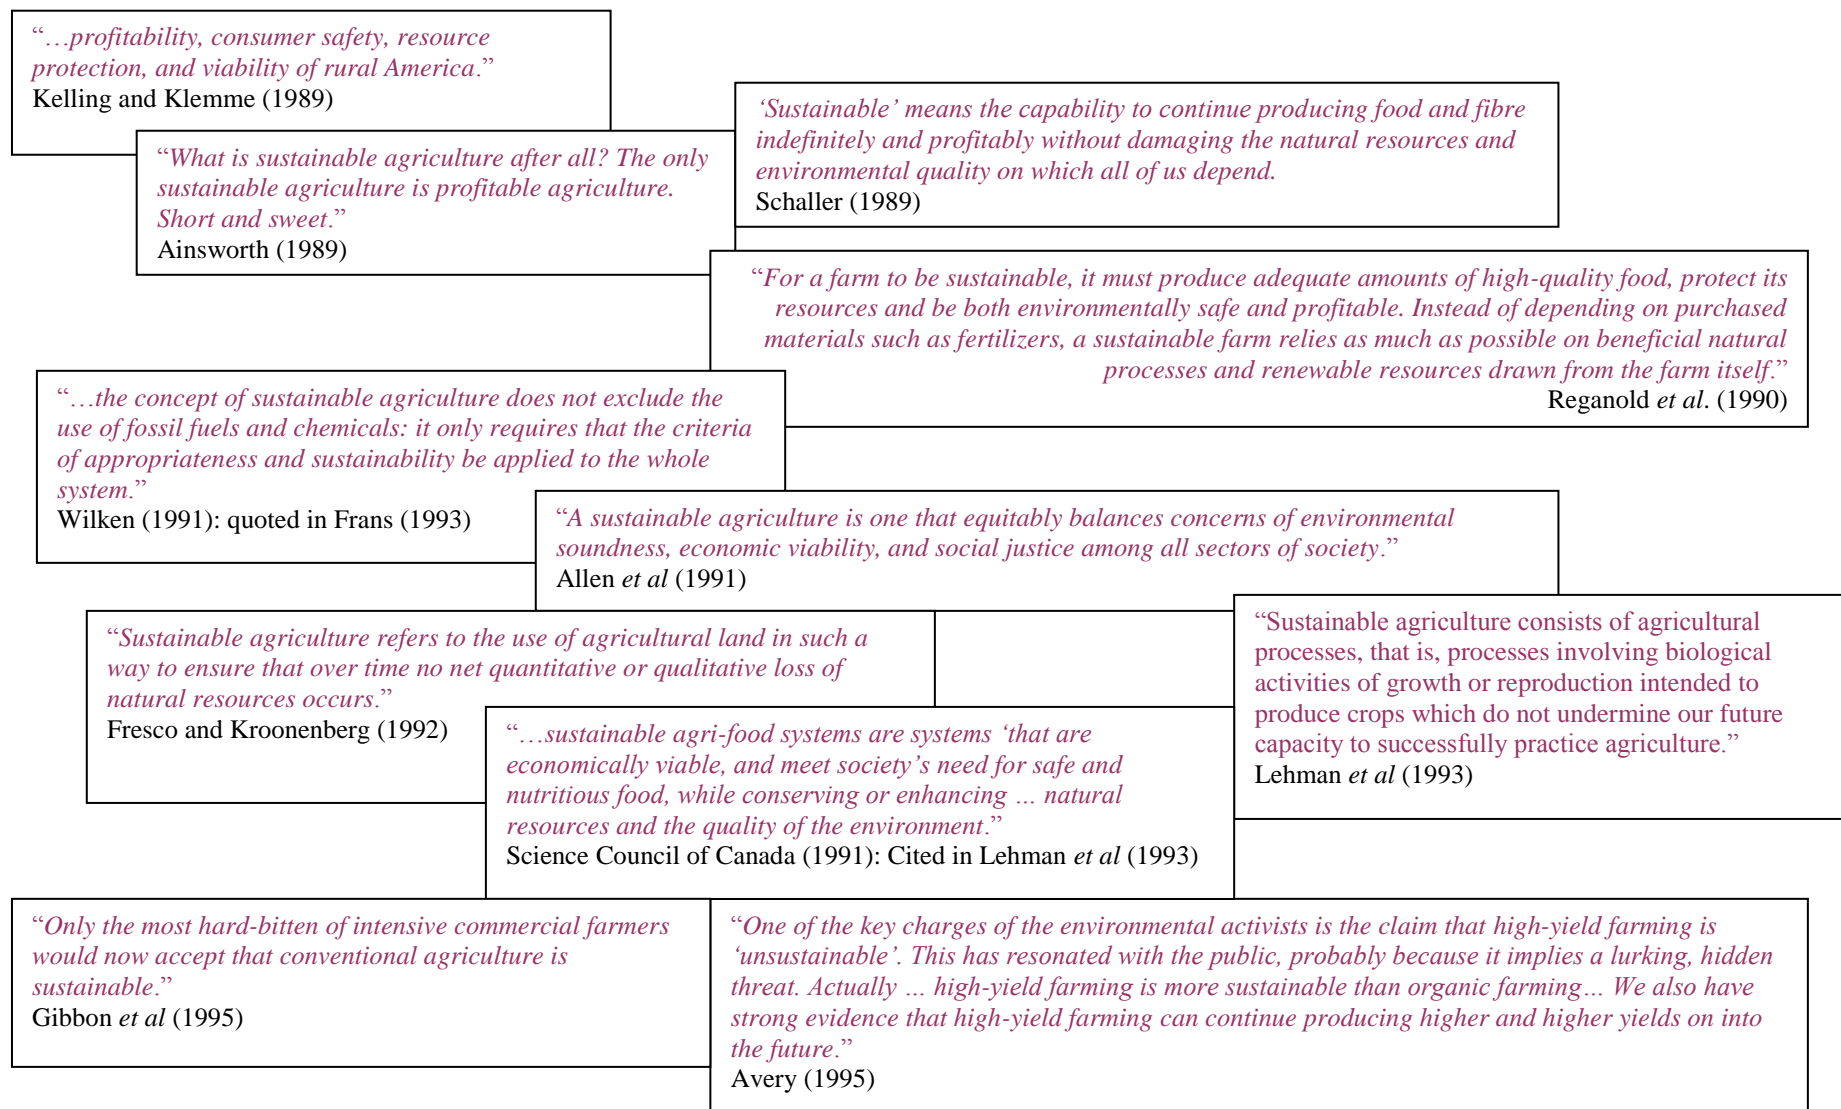 “…profitability, consumer safety, resource
protection, and viability of rural America.”
Kelling and Klemme (1989)
‘Sustainable’ means the capability to continue producing food and fibre
indefinitely and profitably without damaging the natural resources and
environmental quality on which all of us depend.
Schaller (1989)
“What is sustainable agriculture after all? The only
sustainable agriculture is profitable agriculture.
Short and sweet.”
Ainsworth (1989)
“For a farm to be sustainable, it must produce adequate amounts of high-quality food, protect its
resources and be both environmentally safe and profitable. Instead of depending on purchased
materials such as fertilizers, a sustainable farm relies as much as possible on beneficial natural
processes and renewable resources drawn from the farm itself.”
Reganold et al. (1990)
“…the concept of sustainable agriculture does not exclude the
use of fossil fuels and chemicals: it only requires that the criteria
of appropriateness and sustainability be applied to the whole
system.”
Wilken (1991): quoted in Frans (1993)
“A sustainable agriculture is one that equitably balances concerns of environmental
soundness, economic viability, and social justice among all sectors of society.”
Allen et al (1991)
“Sustainable agriculture refers to the use of agricultural land in such a
way to ensure that over time no net quantitative or qualitative loss of
natural resources occurs.”
Fresco and Kroonenberg (1992)
“Sustainable agriculture consists of agricultural
processes, that is, processes involving biological
activities of growth or reproduction intended to
produce crops which do not undermine our future
capacity to successfully practice agriculture.”
Lehman et al (1993)
“…sustainable agri-food systems are systems ‘that are
economically viable, and meet society’s need for safe and
nutritious food, while conserving or enhancing … natural
resources and the quality of the environment.”
Science Council of Canada (1991): Cited in Lehman et al (1993)
“Only the most hard-bitten of intensive commercial farmers
would now accept that conventional agriculture is
sustainable.”
Gibbon et al (1995)
“One of the key charges of the environmental activists is the claim that high-yield farming is
‘unsustainable’. This has resonated with the public, probably because it implies a lurking, hidden
threat. Actually … high-yield farming is more sustainable than organic farming… We also have
strong evidence that high-yield farming can continue producing higher and higher yields on into
the future.”
Avery (1995)